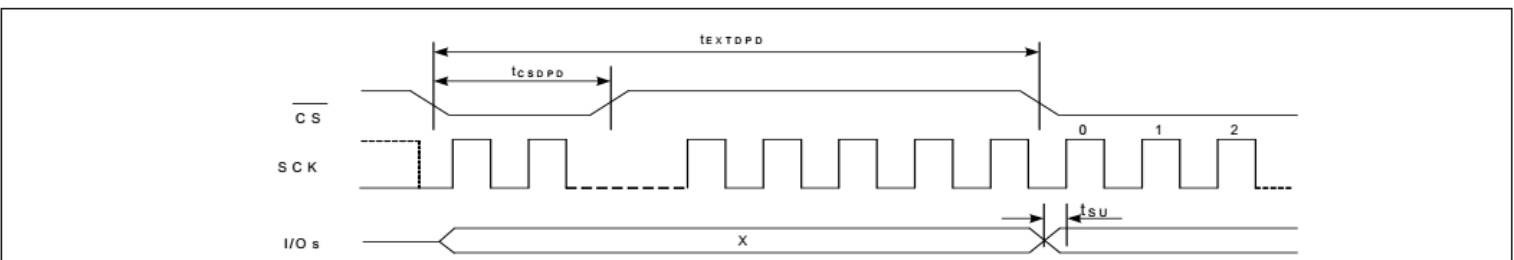 tEXTDPD
tCSDPD
CS
0 1 2
SCK
tSU
I/Os X